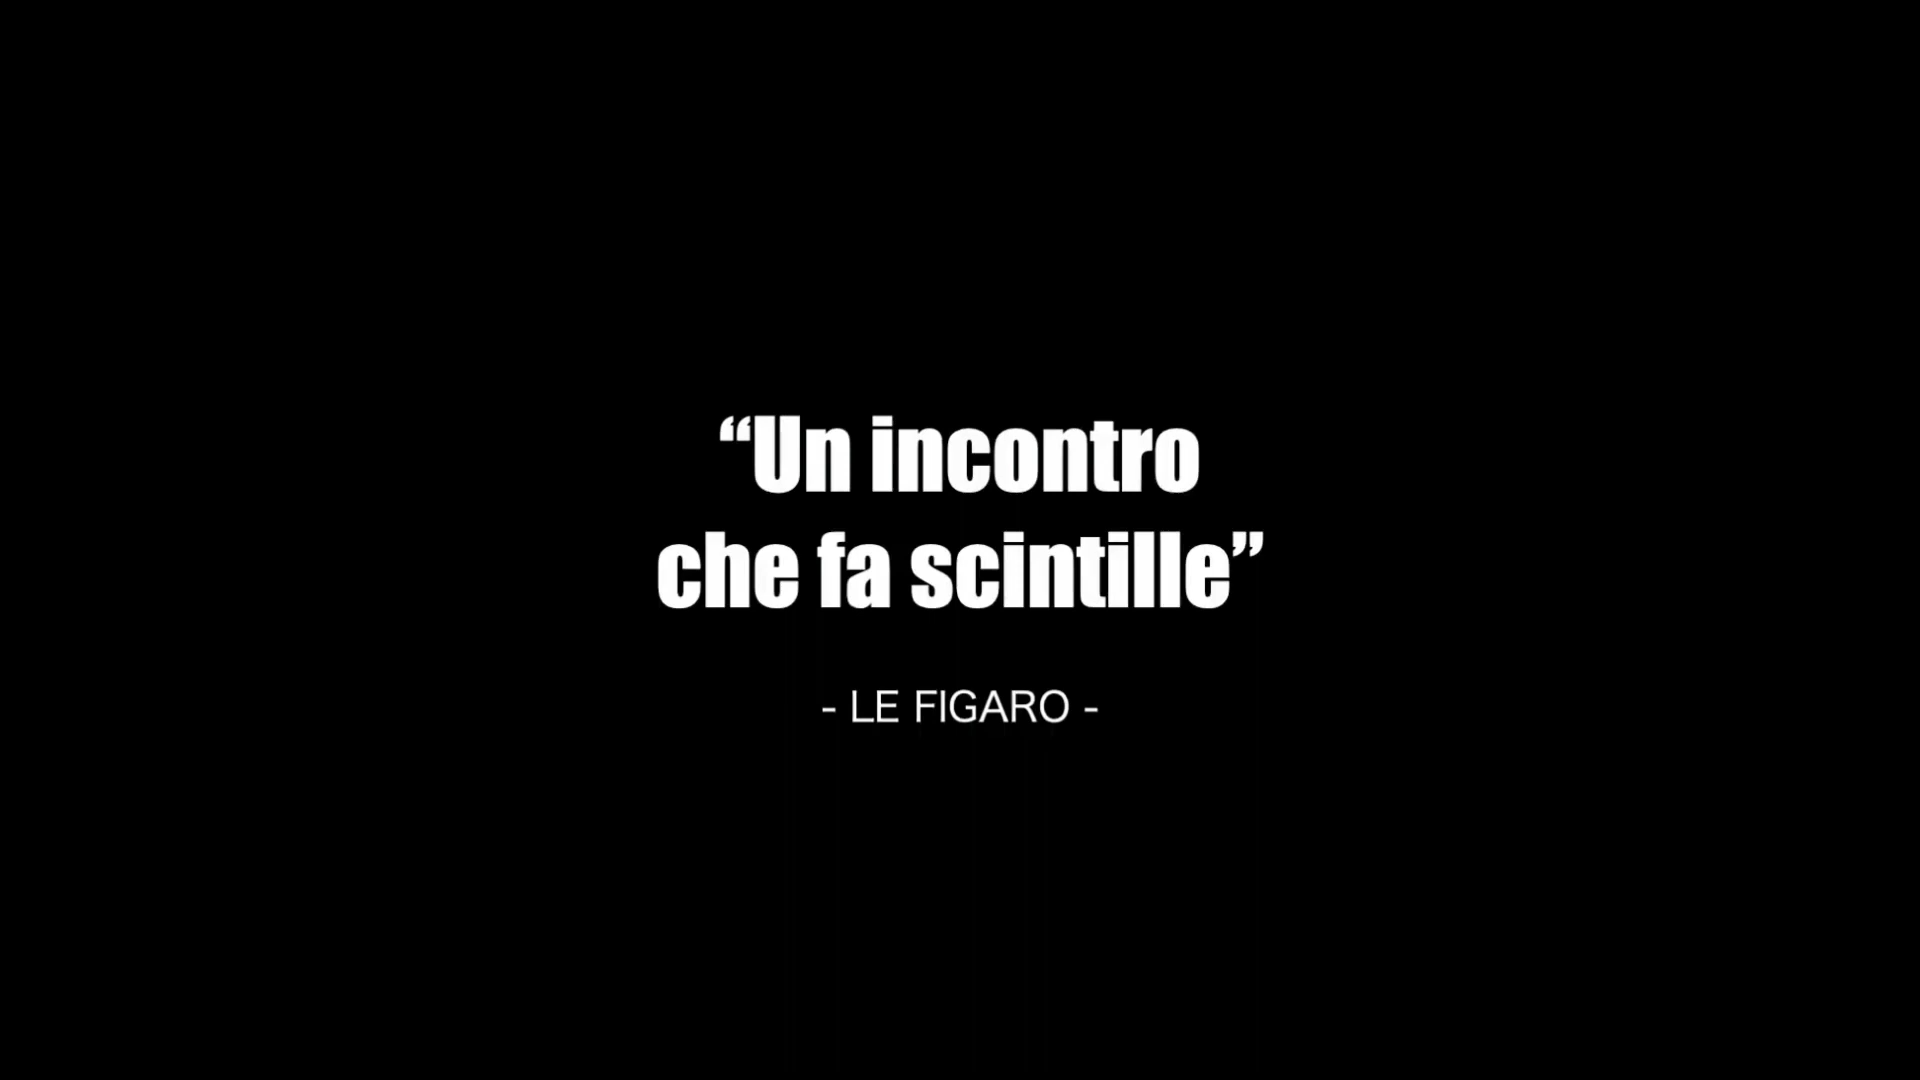 “Un incontro
che fa scintille”
- LE FIGARO -